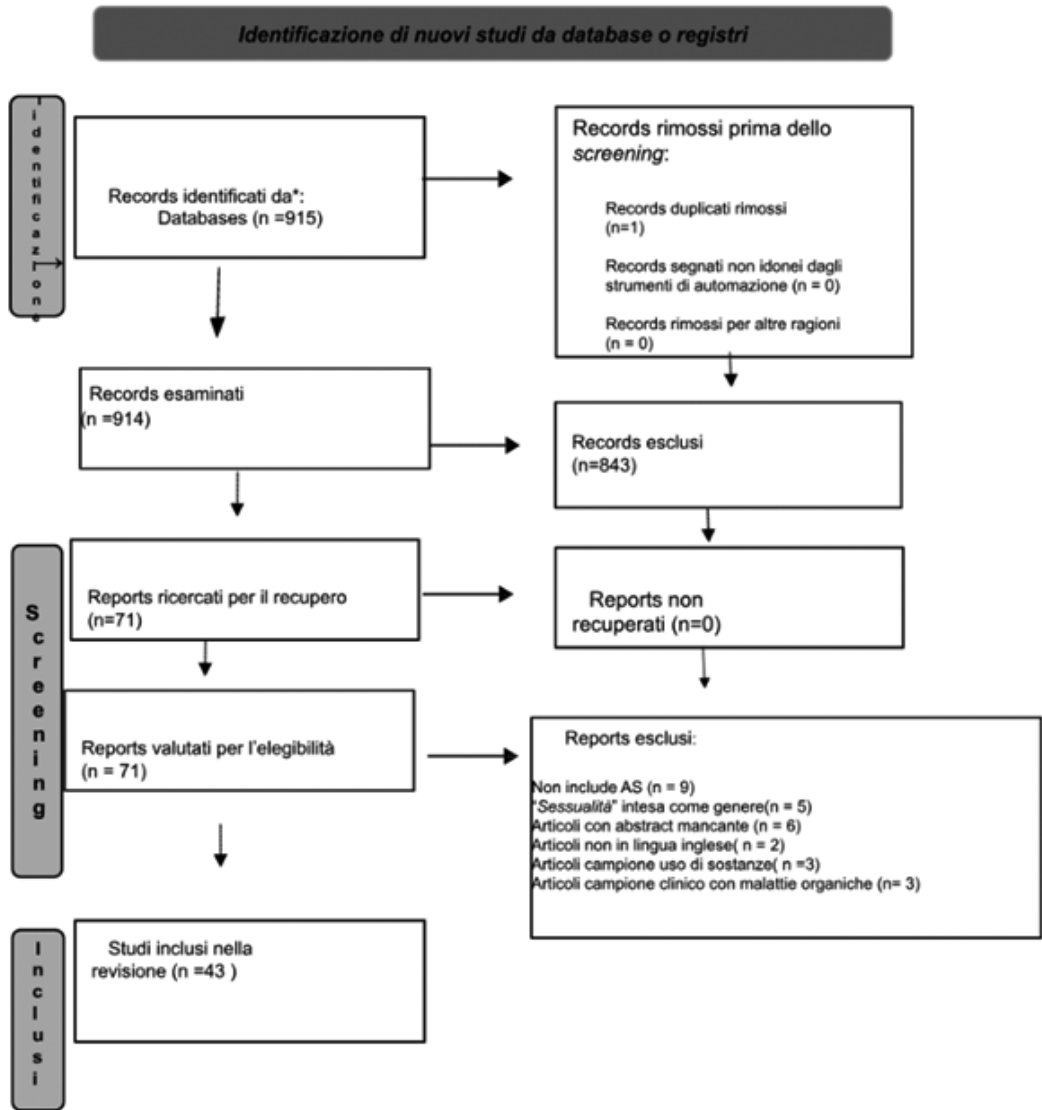 Identificazione di nuovi studi da database o registri
Identificazione
Records identificati da*:
Databases (n =915)
Records rimossi prima dello
screening:
Records duplicati rimossi
(n=1)
Records segnati non idonei dagli
strumenti di automazione (n = 0)
Records rimossi per altre ragioni
(n = 0)
Records esaminati
(n =914)
Records esclusi
(n=843)
Screening
Reports ricercati per il recupero
(n=71)
Reports non
recuperati (n=0)
Reports valutati per l'elegibilità
(n = 71)
Reports esclusi:
Non include AS (n = 9)
"Sessualità" intesa come genere(n = 5)
Articoli con abstract mancante (n = 6)
Articoli non in lingua inglese( n = 2)
Articoli campione uso di sostanze( n =3)
Articoli campione clinico con malattie organiche (n= 3)
Inclusi
Studi inclusi nella
revisione (n =43 )